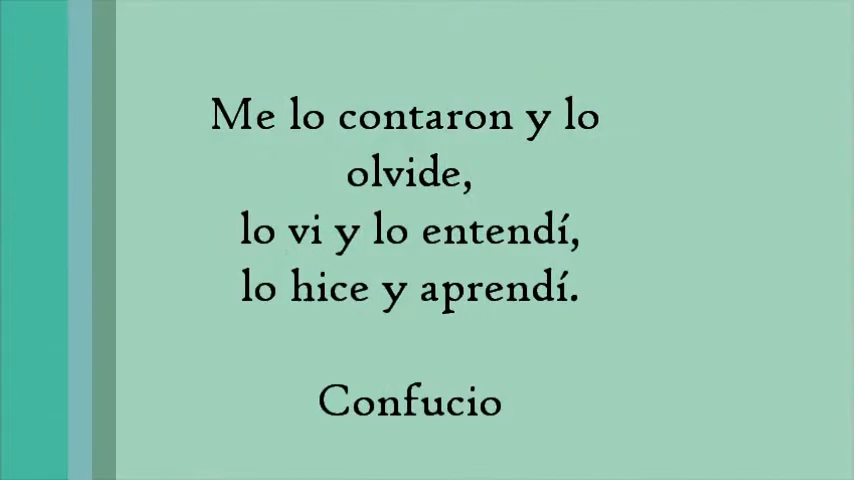 Me lo contaron y lo
olvide,
lo vi y lo entendí,
lo hice y aprendí.
Confucio